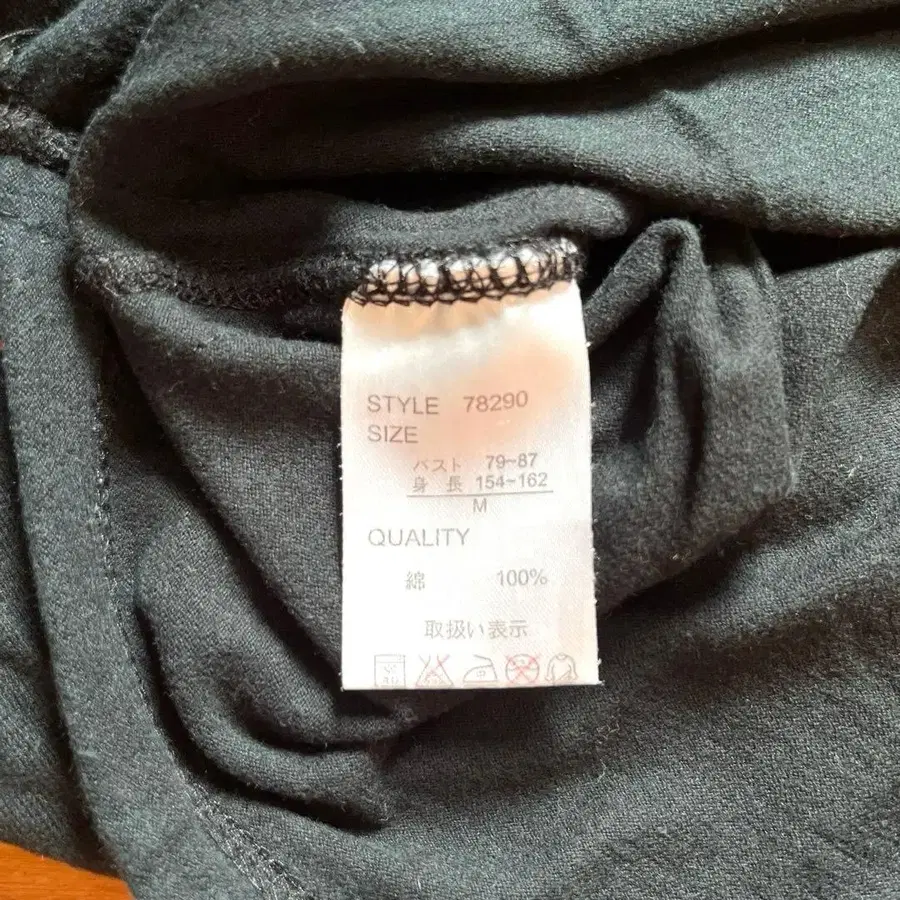 STYLE 78290
SIZE
バスト 79~87
身長 154~162
M
QUALITY
綿 100%
取扱い表示